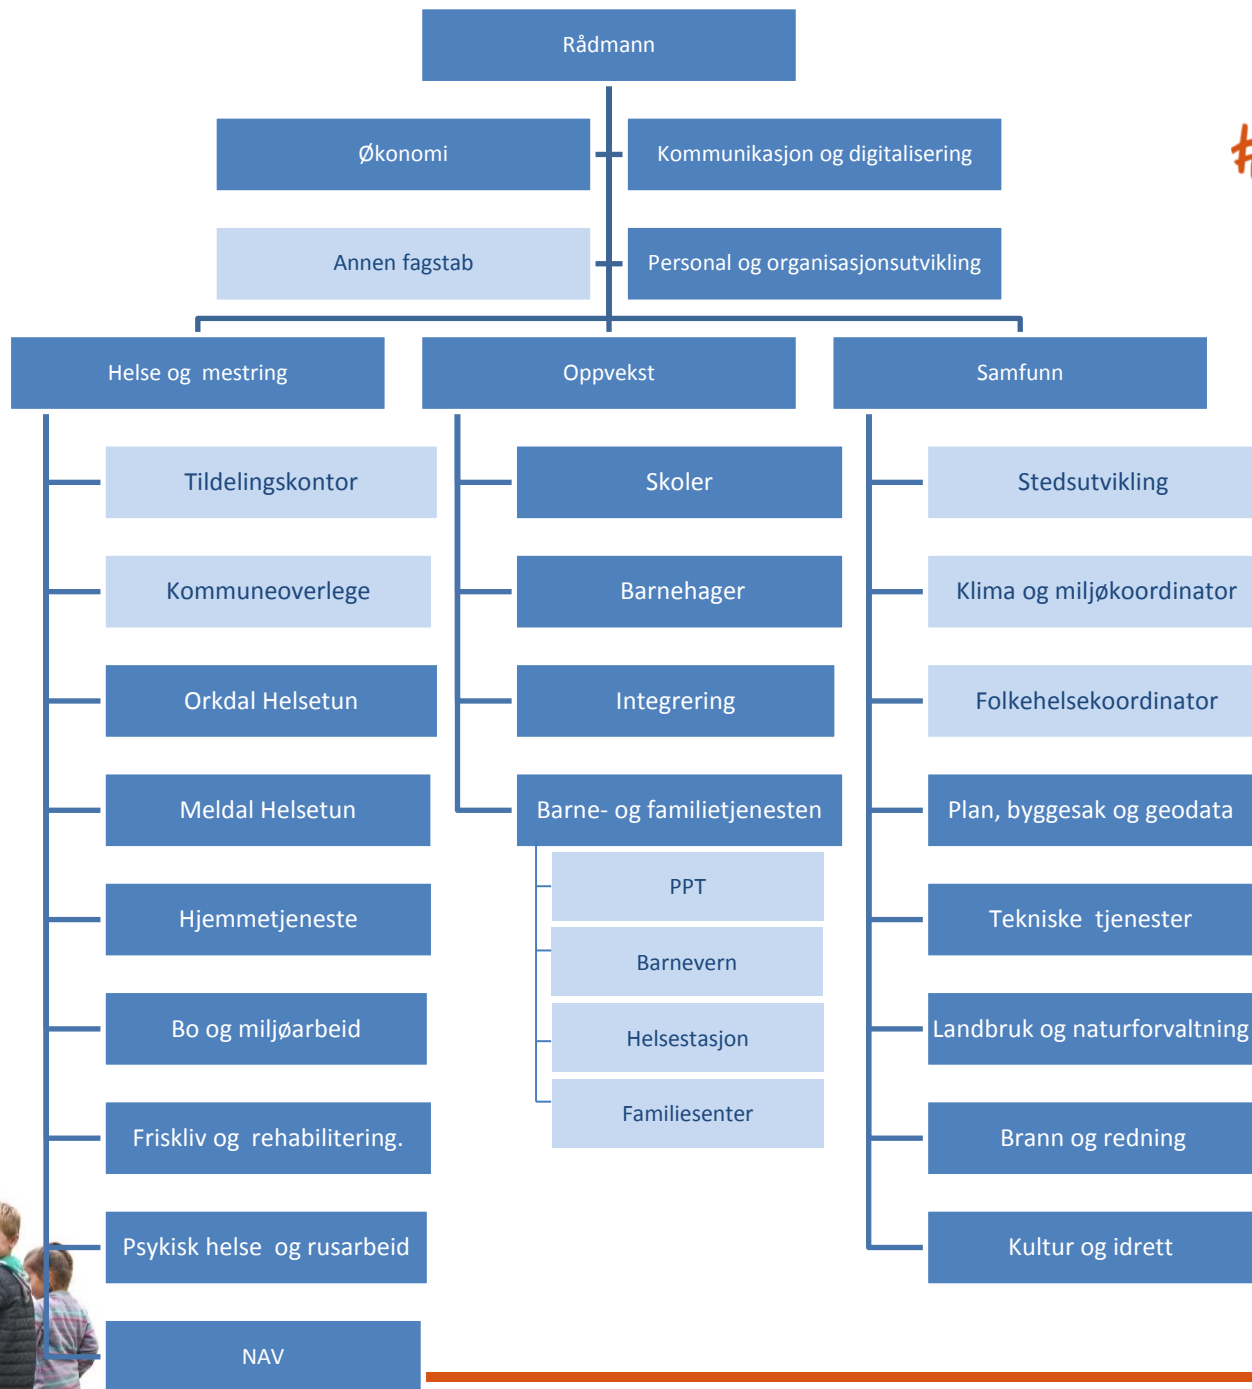 Rådmann
Økonomi
Kommunikasjon og digitalisering
Annen fagstab
Personal og organisasjonsutvikling
Helse og mestring
Oppvekst
Samfunn
Tildelingskontor
Kommuneoverlege
Orkdal Helsetun
Meldal Helsetun
Hjemmetjeneste
Bo og miljøarbeid
Friskliv og rehabilitering.
Psykisk helse og rusarbeid
NAV
Skoler
Barnehager
Integrering
Barne- og familietjenesten
PPT
Barnevern
Helsestasjon
Familiesenter
Stedsutvikling
Klima og miljøkoordinator
Folkehelsekoordinator
Plan, byggesak og geodata
Tekniske tjenester
Landbruk og naturforvaltning
Brann og redning
Kultur og idrett